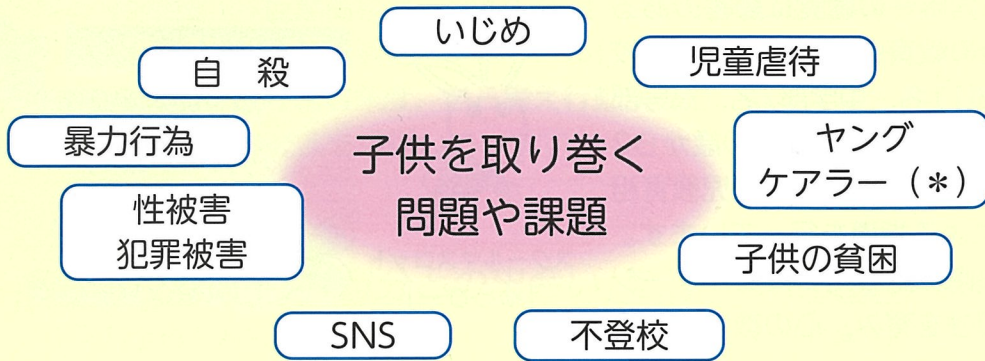 いじめ
自　殺
児童虐待
暴力行為
子供を取り巻く
問題や課題
ヤング
ケアラー（＊）
性被害
犯罪被害
子供の貧困
SNS
不登校